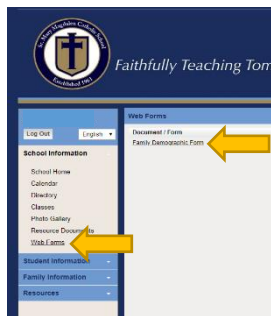 St. Mary Magdalen Catholic School
Established 1961
Faithfully Teaching Tom
Web Forms
Log Out
English
Document / Form
Family Demographic Form
School Information
School Home
Calendar
Directory
Classes
Photo Gallery
Resource Documents
Web Forms
Student Information
Family Information
Resources